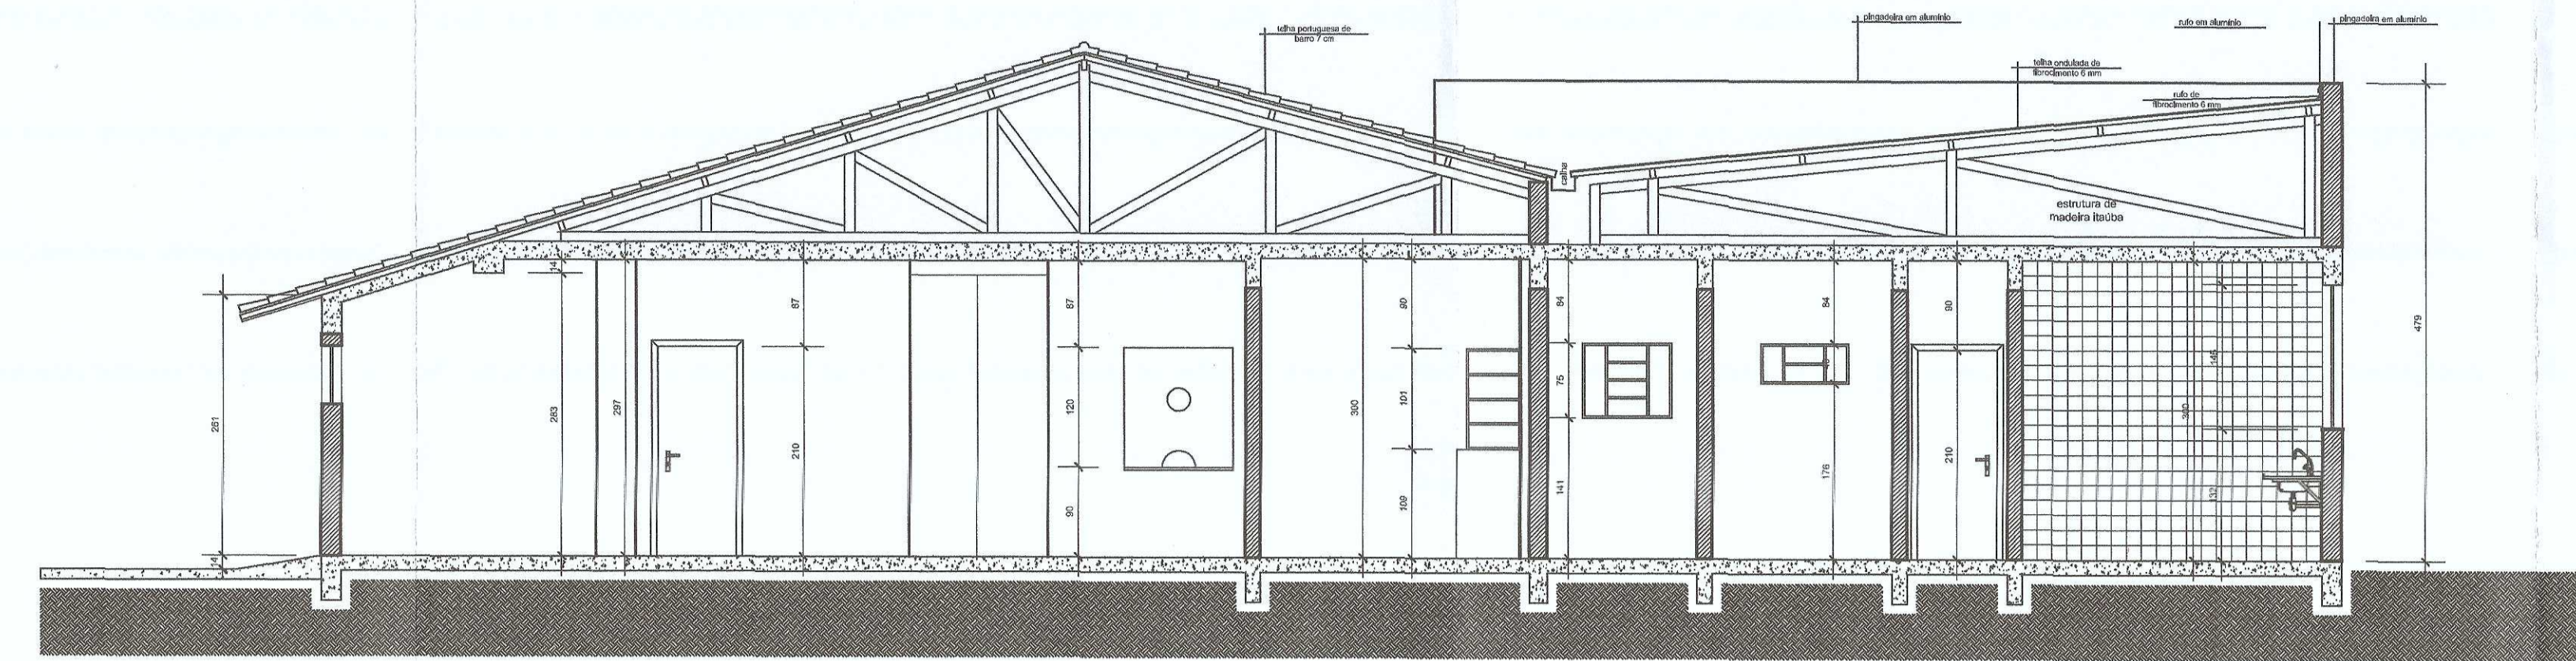 pingadeira em alumínio
rufo em alumínio
pingadeira em alumínio
telha portuguesa de
barro 7 cm
telha ondulada de
fibrocimento 6 mm
rufo de
fibrocimento 6 mm
calha
estrutura de
madeira itaúba
14
87
87
90
84
84
90
146
479
261
283
297
120
300
101
75
210
90
109
141
176
210
132
14